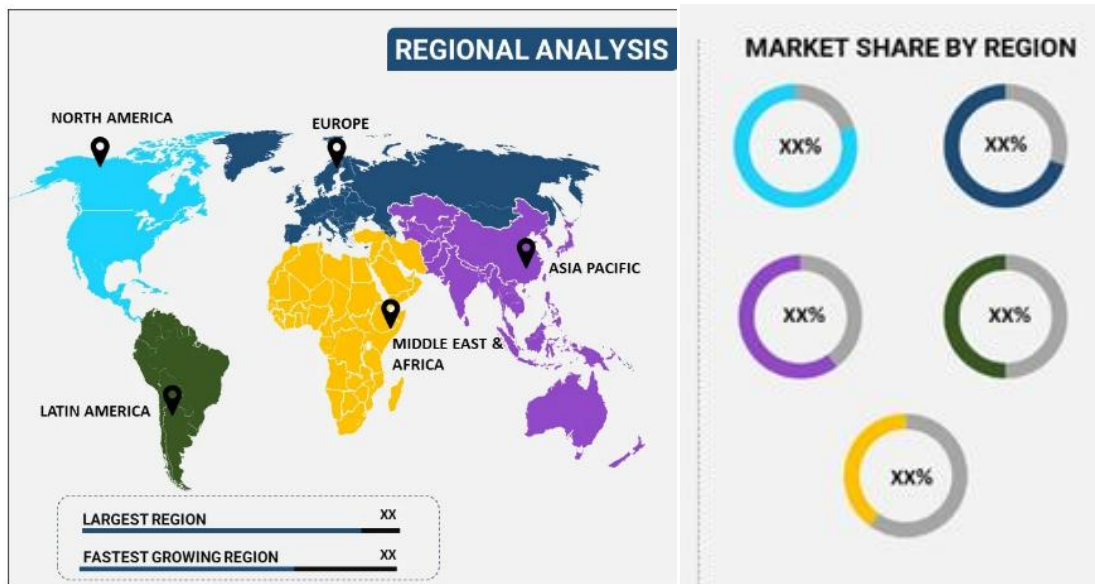 REGIONAL ANALYSIS
NORTH AMERICA
EUROPE
ASIA PACIFIC
MIDDLE EAST &
AFRICA
LATIN AMERICA
LARGEST REGION XX
FASTEST GROWING REGION XX
MARKET SHARE BY REGION
XX%
XX%
XX%
XX%
XX%